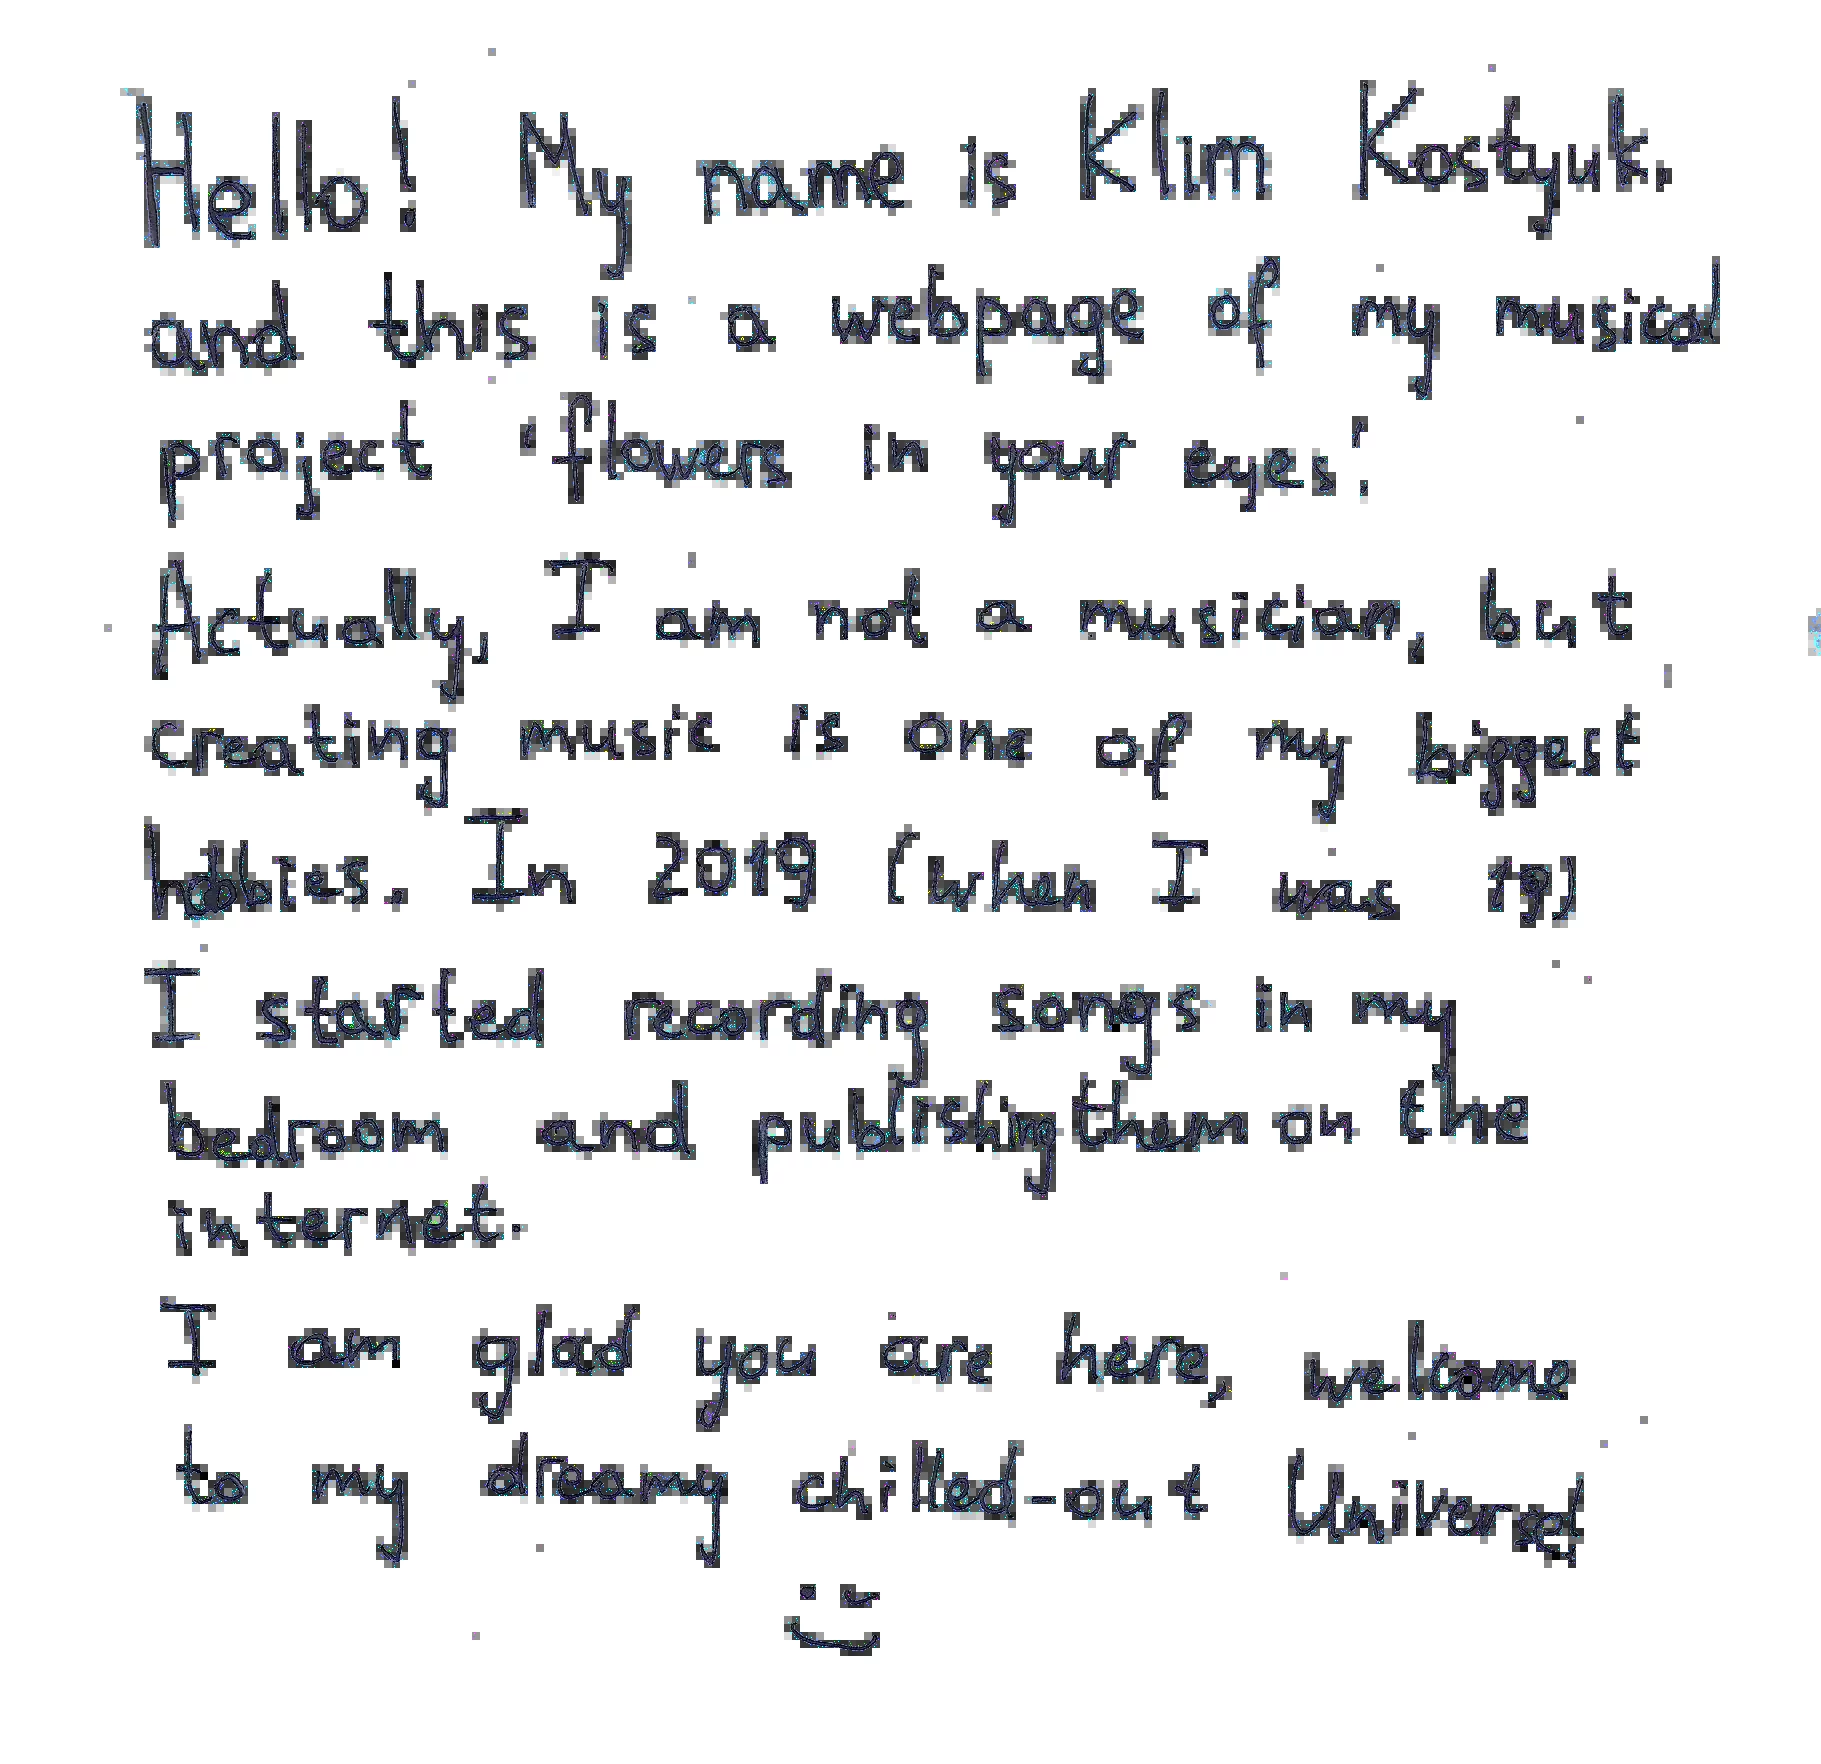 Hello! My name is Klim Kostyuk,
and this is a webpage of my musical
project 'flowers in your eyes'.
Actually, I am not a musician, but
creating music is one of my biggest
hobbies. In 2019 (when I was 19)
I started recording songs in my
bedroom and publishing them on the
internet.
I am glad you are here, welcome
to my dreamy chilled-out Universe!